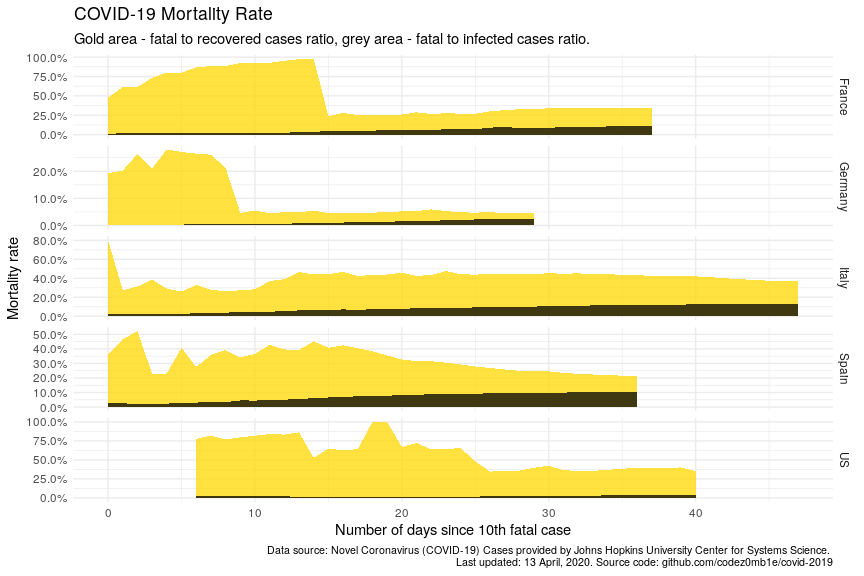 COVID-19 Mortality Rate
Gold area - fatal to recovered cases ratio, grey area - fatal to infected cases ratio.
Mortality rate
100.0%
75.0%
50.0%
25.0%
0.0%
France
20.0%
10.0%
0.0%
Germany
80.0%
60.0%
40.0%
20.0%
0.0%
Italy
50.0%
40.0%
30.0%
20.0%
10.0%
0.0%
Spain
100.0%
75.0%
50.0%
25.0%
0.0%
US
0 10 20 30 40
Number of days since 10th fatal case
Data source: Novel Coronavirus (COVID-19) Cases provided by Johns Hopkins University Center for Systems Science.
Last updated: 13 April, 2020. Source code: github.com/codez0mb1e/covid-2019